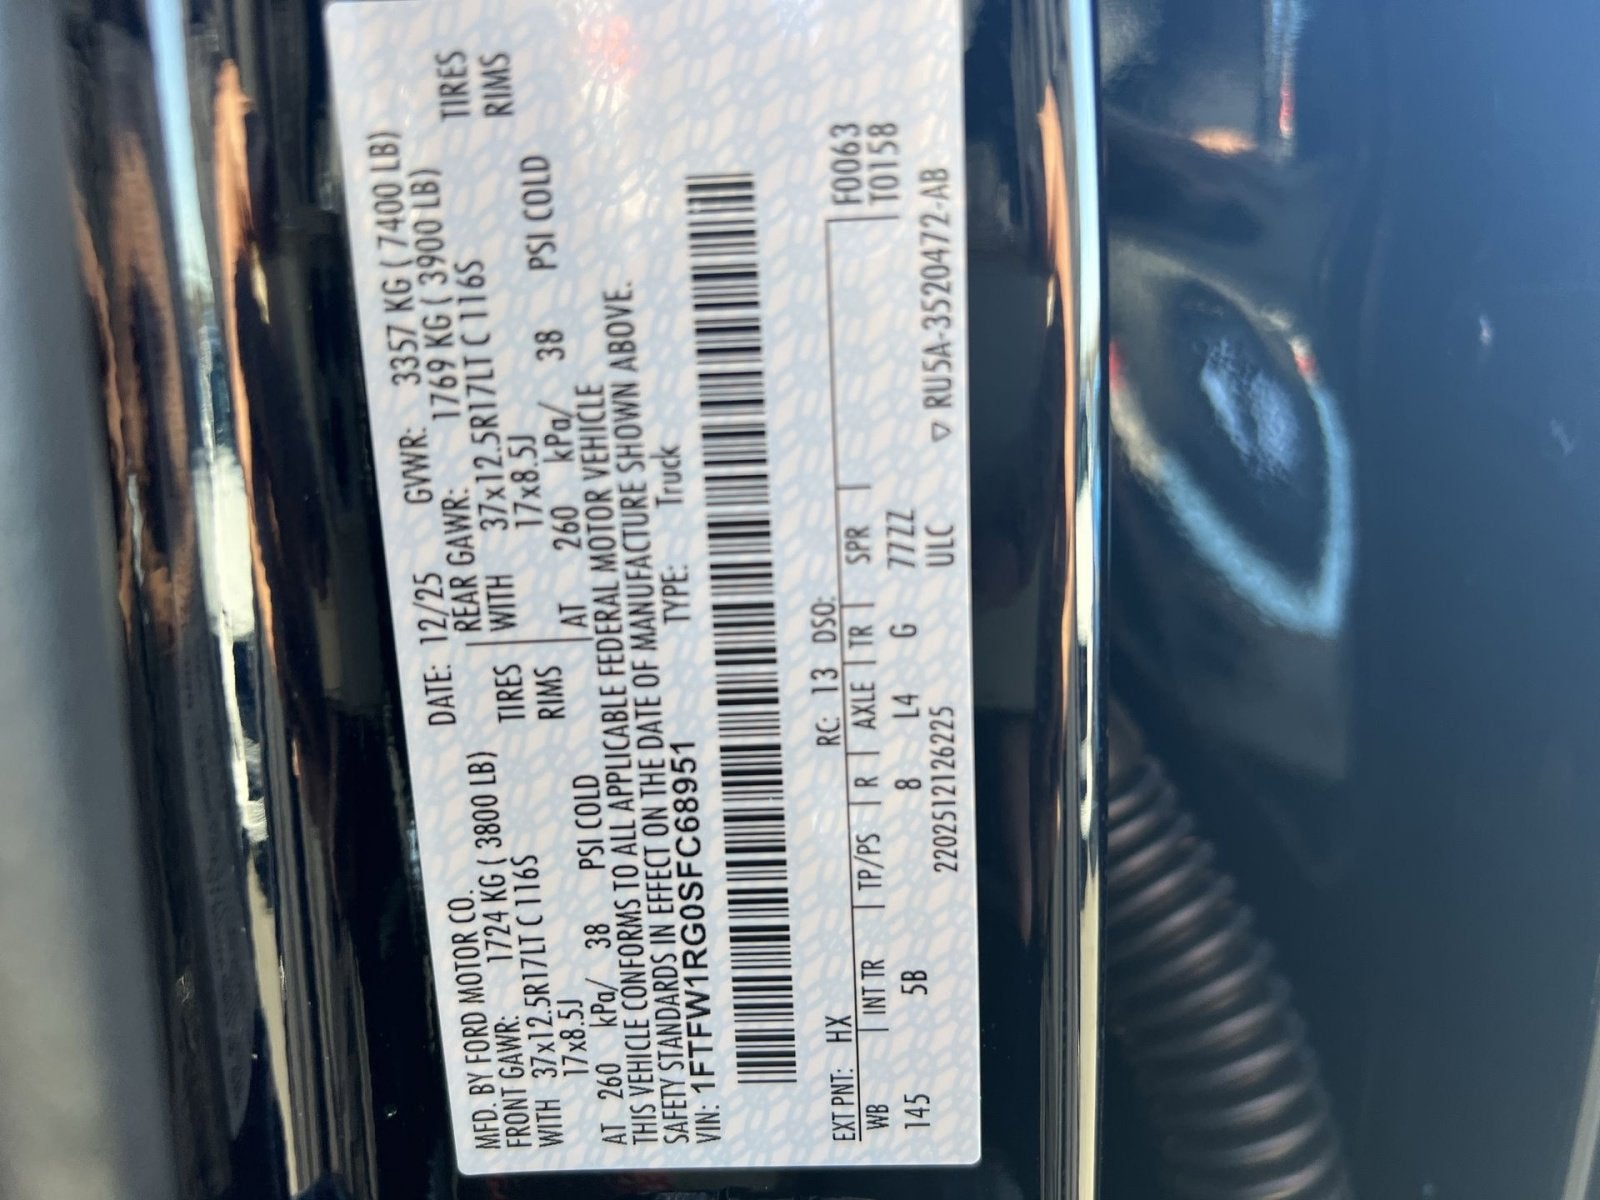 MFD. BY FORD MOTOR CO. DATE: 12/25 GVWR: 3357 KG ( 7400 LB)
FRONT GAWR: 1724 KG ( 3800 LB) REAR GAWR: 1769 KG ( 3900 LB)
WITH 37x12.5R17LT C 116S TIRES WITH 37x12.5R17LT C 116S TIRES
17x8.5J RIMS 17x8.5J RIMS
AT 260 kPa/ 38 PSI COLD AT 260 kPa/ 38 PSI COLD
THIS VEHICLE CONFORMS TO ALL APPLICABLE FEDERAL MOTOR VEHICLE
SAFETY STANDARDS IN EFFECT ON THE DATE OF MANUFACTURE SHOWN ABOVE.
VIN: 1FTFW1RG0SFC68951 TYPE: Truck
EXT PNT: HX RC: 13 DSO: F0063
WB INT TR TP/PS R AXLE TR SPR T0158
145 5B 8 L4 G 77ZZ
22025121126225 ULC ▽ RU5A-3520472-AB